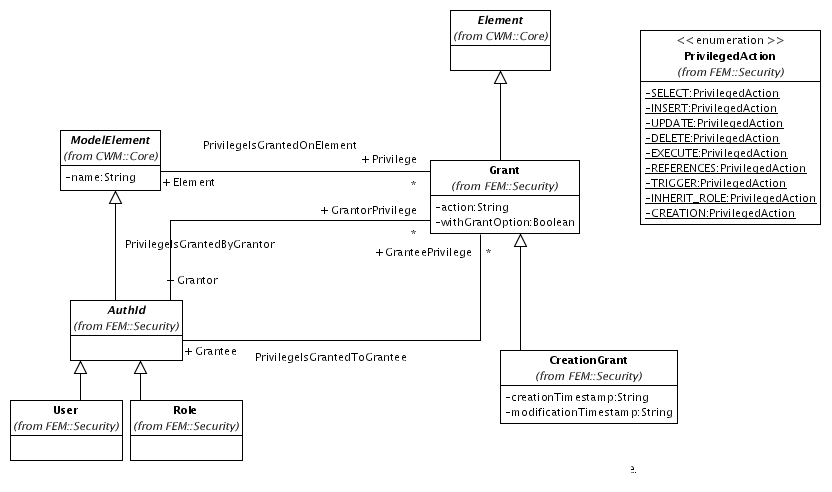 Element
(from CWM::Core)
<< enumeration >>
PrivilegedAction
(from FEM::Security)
-SELECT:PrivilegedAction
-INSERT:PrivilegedAction
-UPDATE:PrivilegedAction
-DELETE:PrivilegedAction
-EXECUTE:PrivilegedAction
-REFERENCES:PrivilegedAction
-TRIGGER:PrivilegedAction
-INHERIT_ROLE:PrivilegedAction
-CREATION:PrivilegedAction
ModelElement
(from CWM::Core)
-name:String
PrivilegeIsGrantedOnElement
+ Privilege
+ Element
*
Grant
(from FEM::Security)
-action:String
-withGrantOption:Boolean
+ GrantorPrivilege
*
PrivilegeIsGrantedByGrantor
+ GranteePrivilege
*
+ Grantor
AuthId
(from FEM::Security)
+ Grantee
PrivilegeIsGrantedToGrantee
CreationGrant
(from FEM::Security)
-creationTimestamp:String
-modificationTimestamp:String
User
(from FEM::Security)
Role
(from FEM::Security)